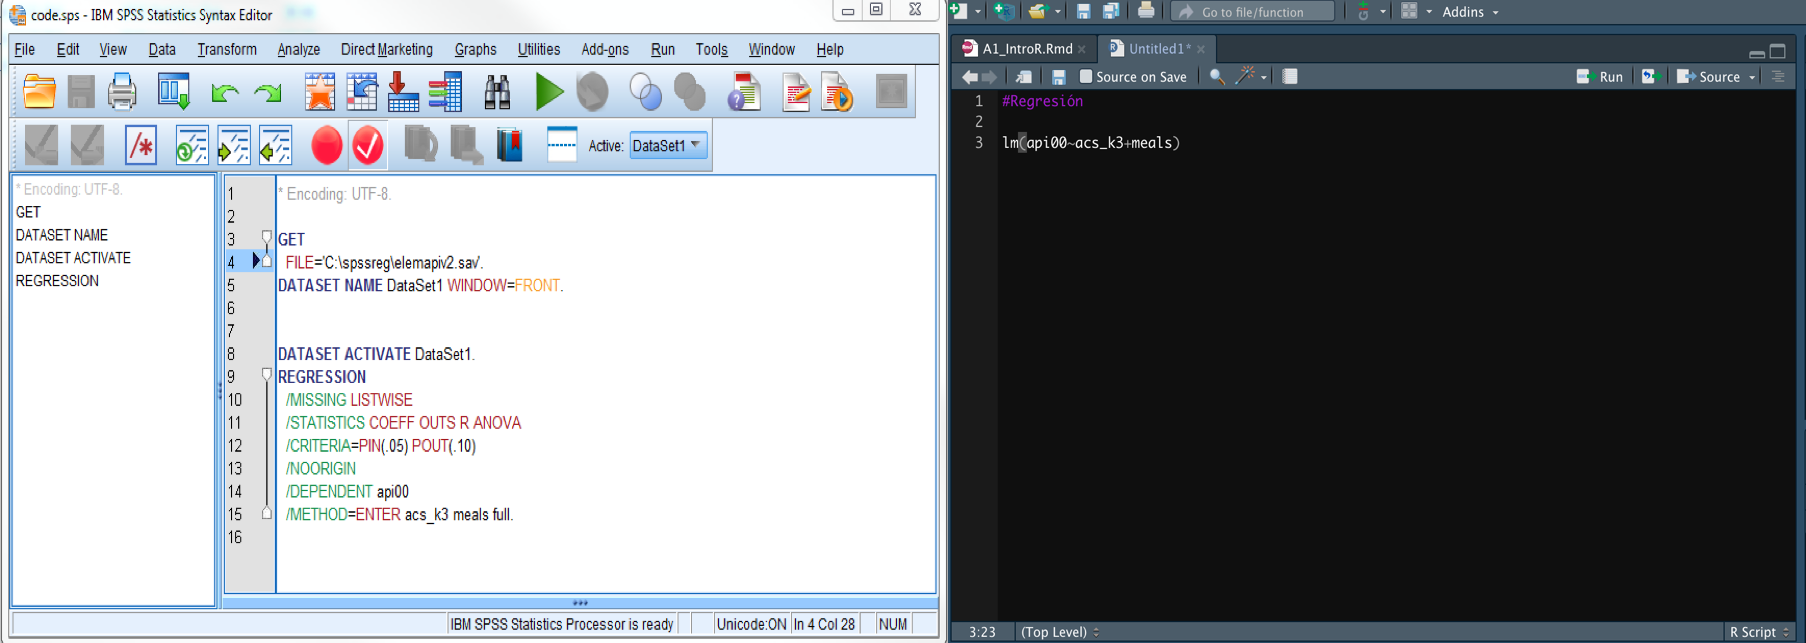 code.sps - IBM SPSS Statistics Syntax Editor
File Edit View Data Transform Analyze Direct Marketing Graphs Utilities Add-ons Run Tools Window Help
Active: DataSet1
* Encoding: UTF-8.
GET
DATASET NAME
DATASET ACTIVATE
REGRESSION
1 * Encoding: UTF-8.
2
3 GET
4 FILE='C:\spssreg\elemapiv2.sav'.
5 DATASET NAME DataSet1 WINDOW=FRONT.
6
7
8 DATASET ACTIVATE DataSet1.
9 REGRESSION
10 /MISSING LISTWISE
11 /STATISTICS COEFF OUTS R ANOVA
12 /CRITERIA=PIN(.05) POUT(.10)
13 /NOORIGIN
14 /DEPENDENT api00
15 /METHOD=ENTER acs_k3 meals full.
16
IBM SPSS Statistics Processor is ready Unicode:ON In 4 Col 28 NUM
Go to file/function Addins
A1_IntroR.Rmd × Untitled1* ×
Source on Save Run Source
1 #Regresión
2
3 lm(api00~acs_k3+meals)
3:23 (Top Level) R Script